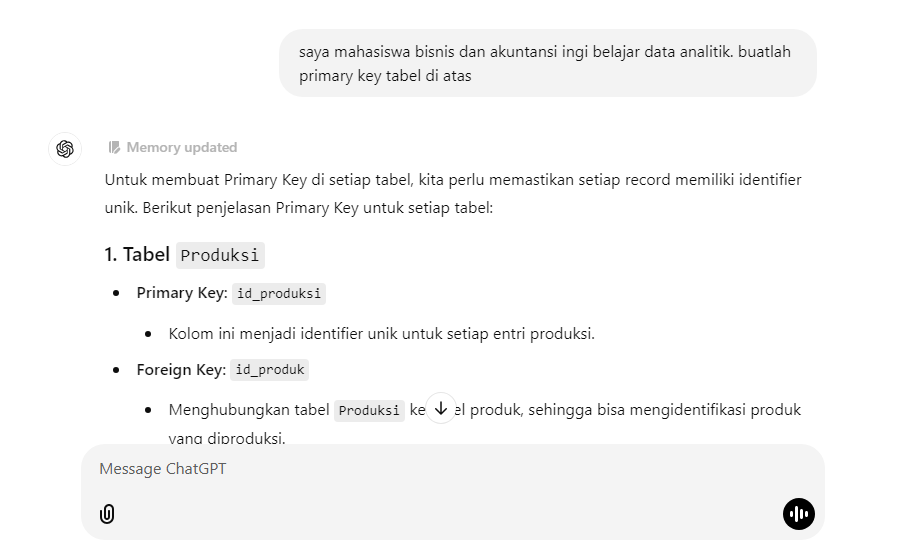 saya mahasiswa bisnis dan akuntansi ingi belajar data analitik. buatlah
primary key tabel di atas
Memory updated
Untuk membuat Primary Key di setiap tabel, kita perlu memastikan setiap record memiliki identifier
unik. Berikut penjelasan Primary Key untuk setiap tabel:
1. Tabel Produksi
• Primary Key: id_produksi
• Kolom ini menjadi identifier unik untuk setiap entri produksi.
• Foreign Key: id_produk
• Menghubungkan tabel Produksi ke el produk, sehingga bisa mengidentifikasi produk
yang diproduksi.
Message ChatGPT